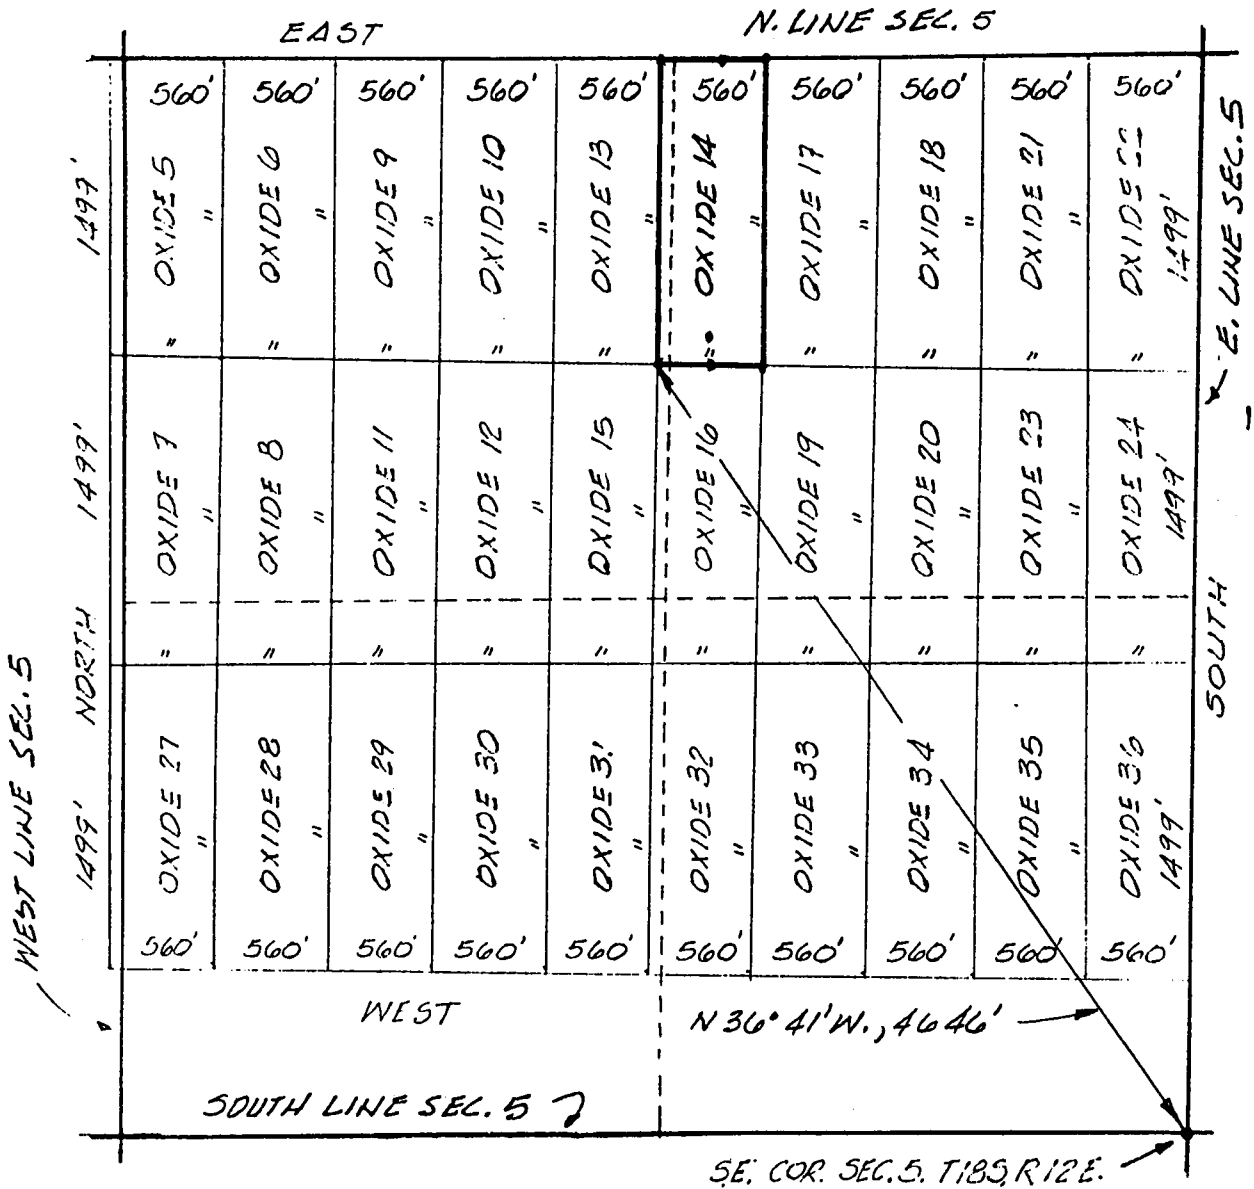 EAST
N. LINE SEC. 5
560' 560' 560' 560' 560' 560' 560' 560' 560' 560'
1499'
OXIDE 5 "
OXIDE 6 "
OXIDE 9 "
OXIDE 10 "
OXIDE 13 "
OXIDE 14 "
OXIDE 17 "
OXIDE 18 "
OXIDE 21 "
OXIDE 22
1499'
E. LINE SEC. 5
" " " " " " " " " "
1499'
OXIDE 7 "
OXIDE 8 "
OXIDE 11 "
OXIDE 12 "
OXIDE 15 "
OXIDE 16 "
OXIDE 19 "
OXIDE 20 "
OXIDE 23 "
OXIDE 24
1499'
NORTH
SOUTH
" " " " " " " " " "
WEST LINE SEC. 5
1499'
OXIDE 27 "
OXIDE 28 "
OXIDE 29 "
OXIDE 30 "
OXIDE 31 "
OXIDE 32 "
OXIDE 33 "
OXIDE 34 "
OXIDE 35 "
OXIDE 36
1499'
560' 560' 560' 560' 560' 560' 560' 560' 560' 560'
WEST
N 36° 41' W., 4646'
SOUTH LINE SEC. 5
S.E. COR. SEC. 5. T18S, R12E.